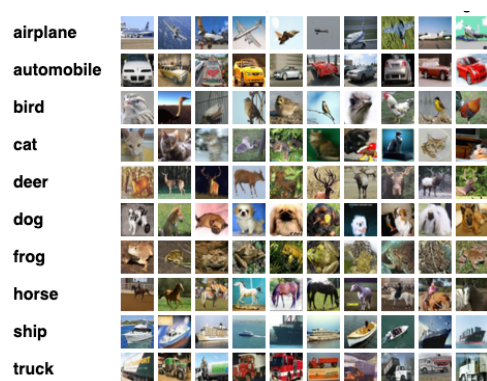 airplane
automobile
bird
cat
deer
dog
frog
horse
ship
truck